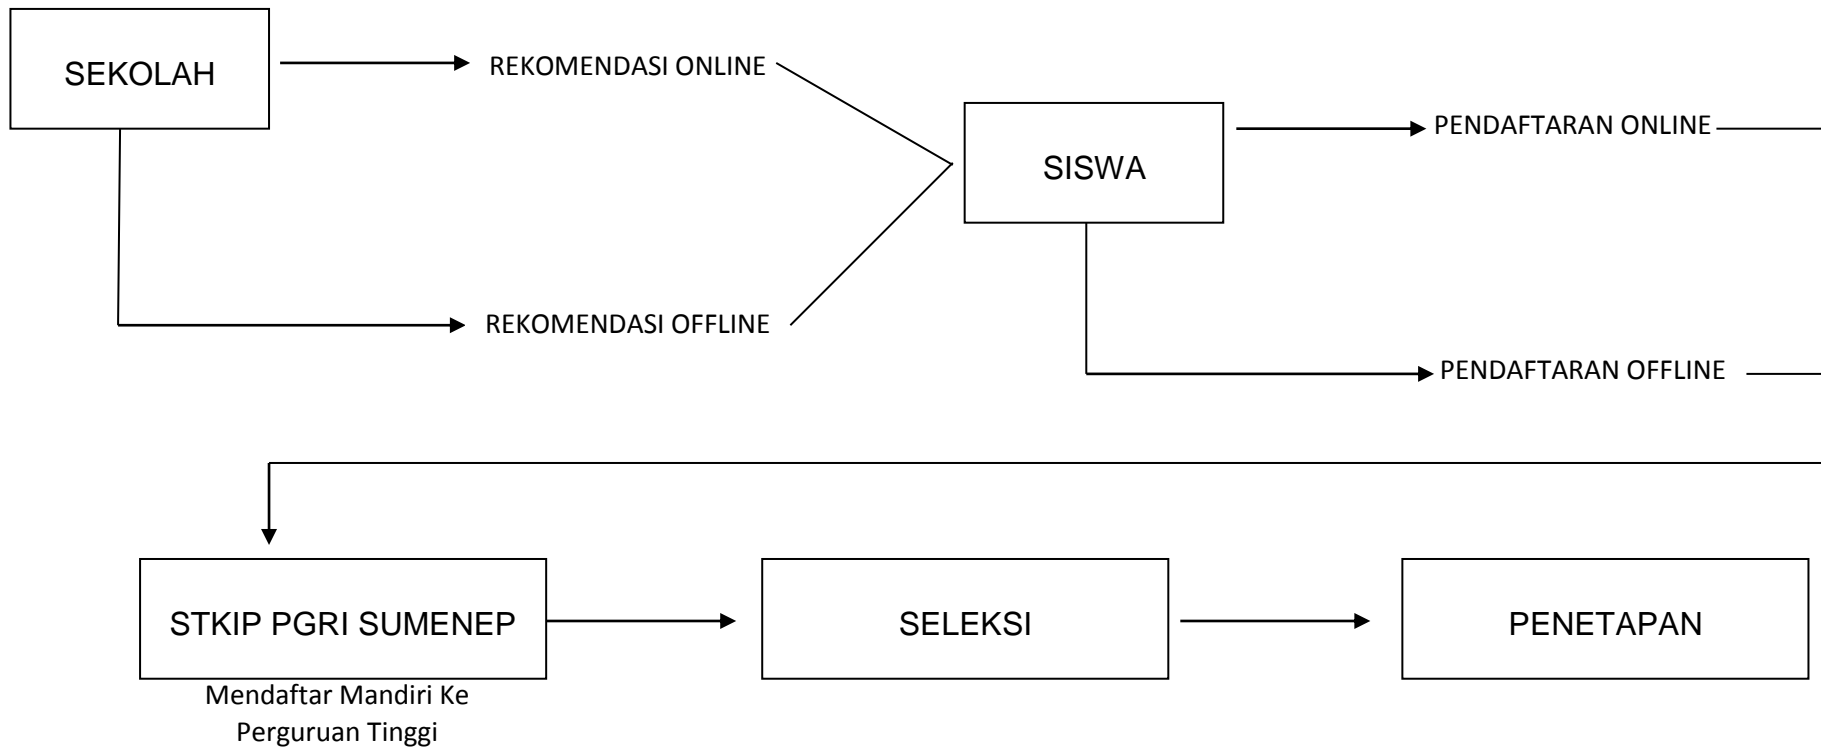 SEKOLAH
REKOMENDASI ONLINE
SISWA
PENDAFTARAN ONLINE
REKOMENDASI OFFLINE
PENDAFTARAN OFFLINE
STKIP PGRI SUMENEP
SELEKSI
PENETAPAN
Mendaftar Mandiri Ke
Perguruan Tinggi